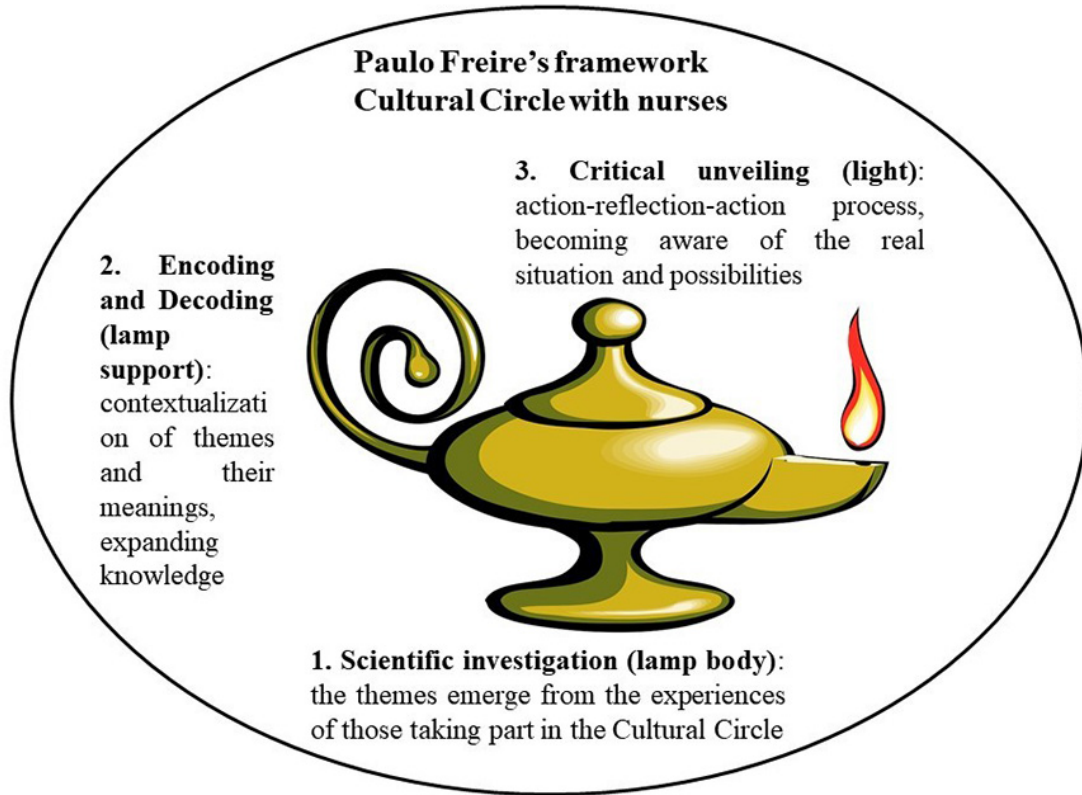 Paulo Freire's framework
Cultural Circle with nurses
3. Critical unveiling (light):
action-reflection-action process,
becoming aware of the real
situation and possibilities
2. Encoding
and Decoding
(lamp
support):
contextualizati
on of themes
and their
meanings,
expanding
knowledge
1. Scientific investigation (lamp body):
the themes emerge from the experiences
of those taking part in the Cultural Circle